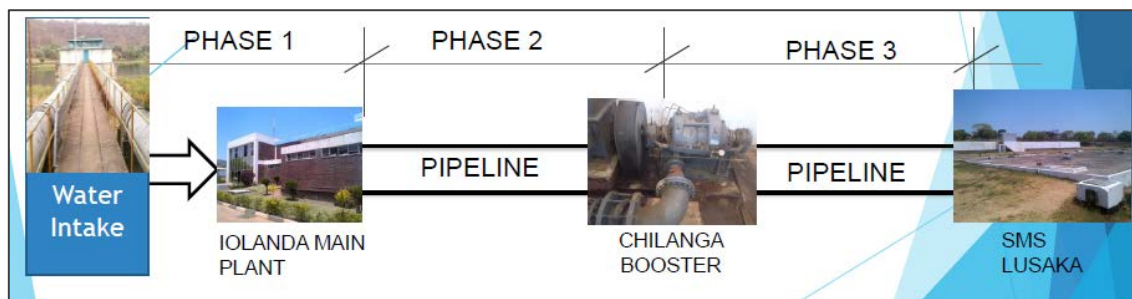 PHASE 1
PHASE 2
PHASE 3
PIPELINE
PIPELINE
Water
Intake
IOLANDA MAIN
PLANT
CHILANGA
BOOSTER
SMS
LUSAKA